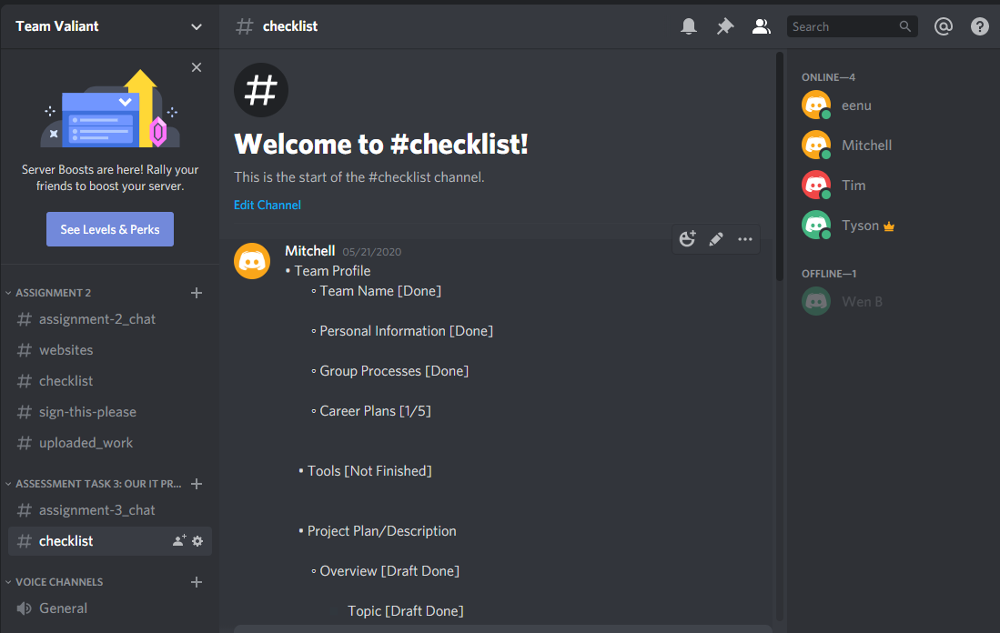 Team Valiant
Server Boosts are here! Rally your
friends to boost your server.
See Levels & Perks
ASSIGNMENT 2
# assignment-2_chat
# websites
# checklist
# sign-this-please
# uploaded_work
ASSESSMENT TASK 3: OUR IT PR...
# assignment-3_chat
# checklist
VOICE CHANNELS
General
# checklist
Search
Welcome to #checklist!
This is the start of the #checklist channel.
Edit Channel
Mitchell 05/21/2020
• Team Profile
◦ Team Name [Done]
◦ Personal Information [Done]
◦ Group Processes [Done]
◦ Career Plans [1/5]
▪ Tools [Not Finished]
▪ Project Plan/Description
◦ Overview [Draft Done]
Topic [Draft Done]
ONLINE—4
eenu
Mitchell
Tim
Tyson
OFFLINE—1
Wen B